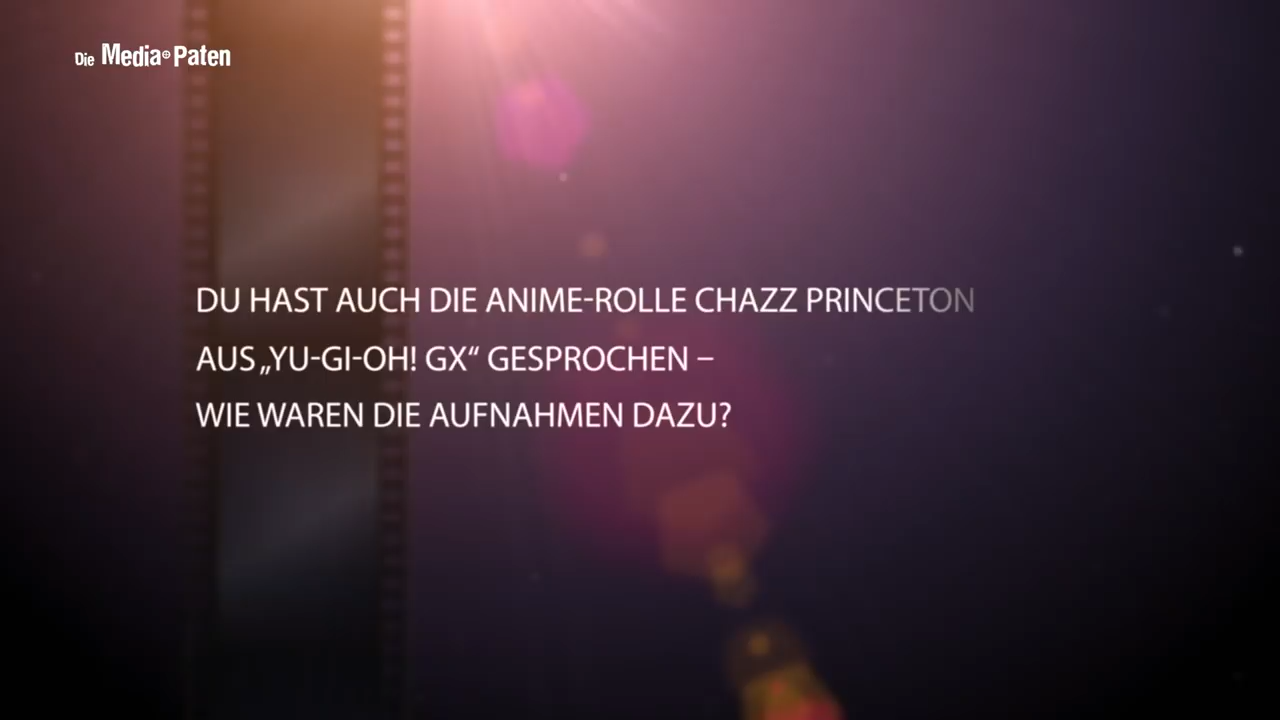 Die Media Paten
DU HAST AUCH DIE ANIME-ROLLE CHAZZ PRINCETON
AUS „YU-GI-OH! GX“ GESPROCHEN –
WIE WAREN DIE AUFNAHMEN DAZU?